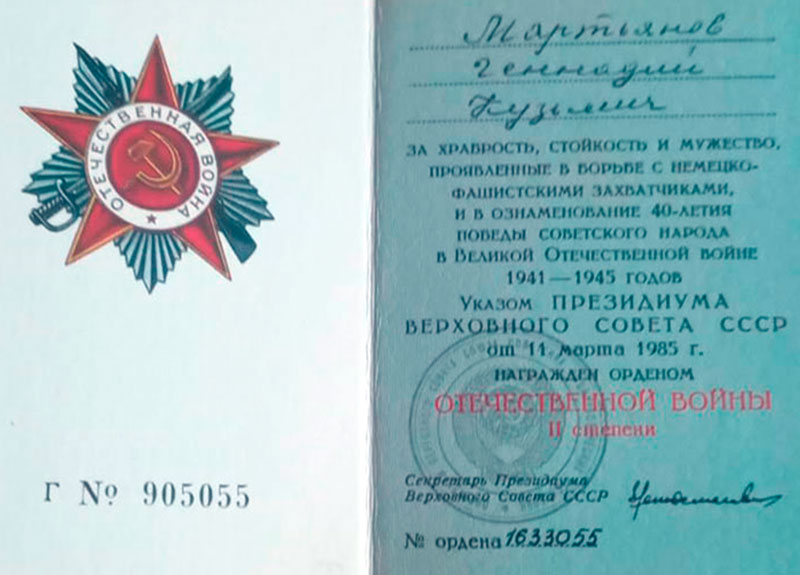 ОТЕЧЕСТВЕННАЯ ВОЙНА
Г № 905055
Мартьянов
Геннадий
Кузьмич
ЗА ХРАБРОСТЬ, СТОЙКОСТЬ И МУЖЕСТВО,
ПРОЯВЛЕННЫЕ В БОРЬБЕ С НЕМЕЦКО-
ФАШИСТСКИМИ ЗАХВАТЧИКАМИ,
И В ОЗНАМЕНОВАНИЕ 40-ЛЕТИЯ
ПОБЕДЫ СОВЕТСКОГО НАРОДА
В ВЕЛИКОЙ ОТЕЧЕСТВЕННОЙ ВОЙНЕ
1941—1945 ГОДОВ
УКАЗОМ ПРЕЗИДИУМА
ВЕРХОВНОГО СОВЕТА СССР
от 11 марта 1985 г.
НАГРАЖДЕН ОРДЕНОМ
ОТЕЧЕСТВЕННОЙ ВОЙНЫ
II степени
Секретарь Президиума
Верховного Совета СССР
№ ордена 1633055